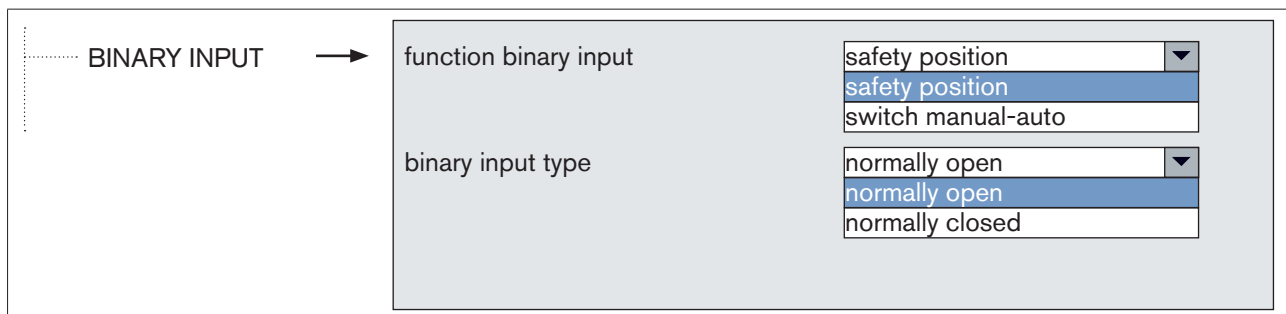 BINARY INPUT
function binary input
safety position
safety position
switch manual-auto
binary input type
normally open
normally open
normally closed